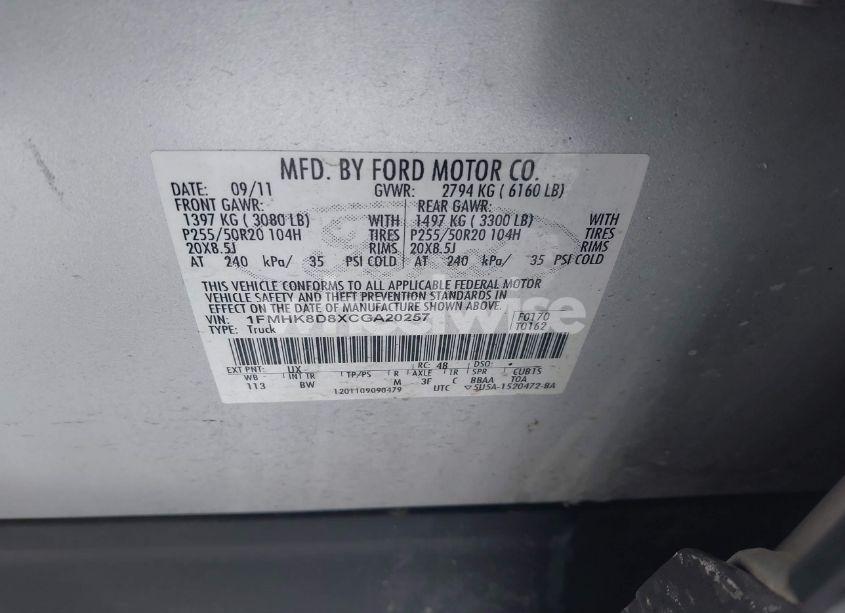 MFD. BY FORD MOTOR CO.
DATE: 09/11 GVWR: 2794 KG ( 6160 LB)
FRONT GAWR: REAR GAWR:
1397 KG ( 3080 LB) WITH 1497 KG ( 3300 LB) WITH
P255/50R20 104H TIRES P255/50R20 104H TIRES
20X8.5J RIMS 20X8.5J RIMS
AT 240 kPa/ 35 PSI COLD AT 240 kPa/ 35 PSI COLD
THIS VEHICLE CONFORMS TO ALL APPLICABLE FEDERAL MOTOR
VEHICLE SAFETY AND THEFT PREVENTION STANDARDS IN
EFFECT ON THE DATE OF MANUFACTURE SHOWN ABOVE.
VIN: 1FMHK8D8XCGA20257 F0170
TYPE: Truck T0162
wheelwise
EXT PNT: UX RC: 48 DSO:
WB INT TR TP/PS R AXLE TR SPR CUBTS
113 BW M 3F C BBAA TOA
1201109090479 UTC 5U5A-1520472-BA